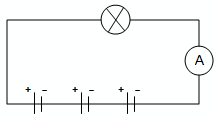 A
+ − + − + −